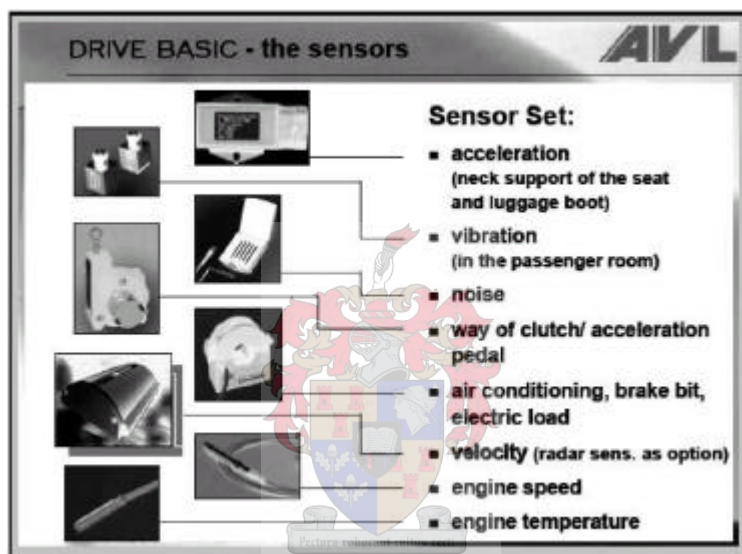 DRIVE BASIC - the sensors
AVL
Sensor Set:
▪ acceleration
(neck support of the seat
and luggage boot)
▪ vibration
(in the passenger room)
▪ noise
▪ way of clutch/ acceleration
pedal
▪ air conditioning, brake bit,
electric load
▪ velocity (radar sens. as option)
▪ engine speed
▪ engine temperature